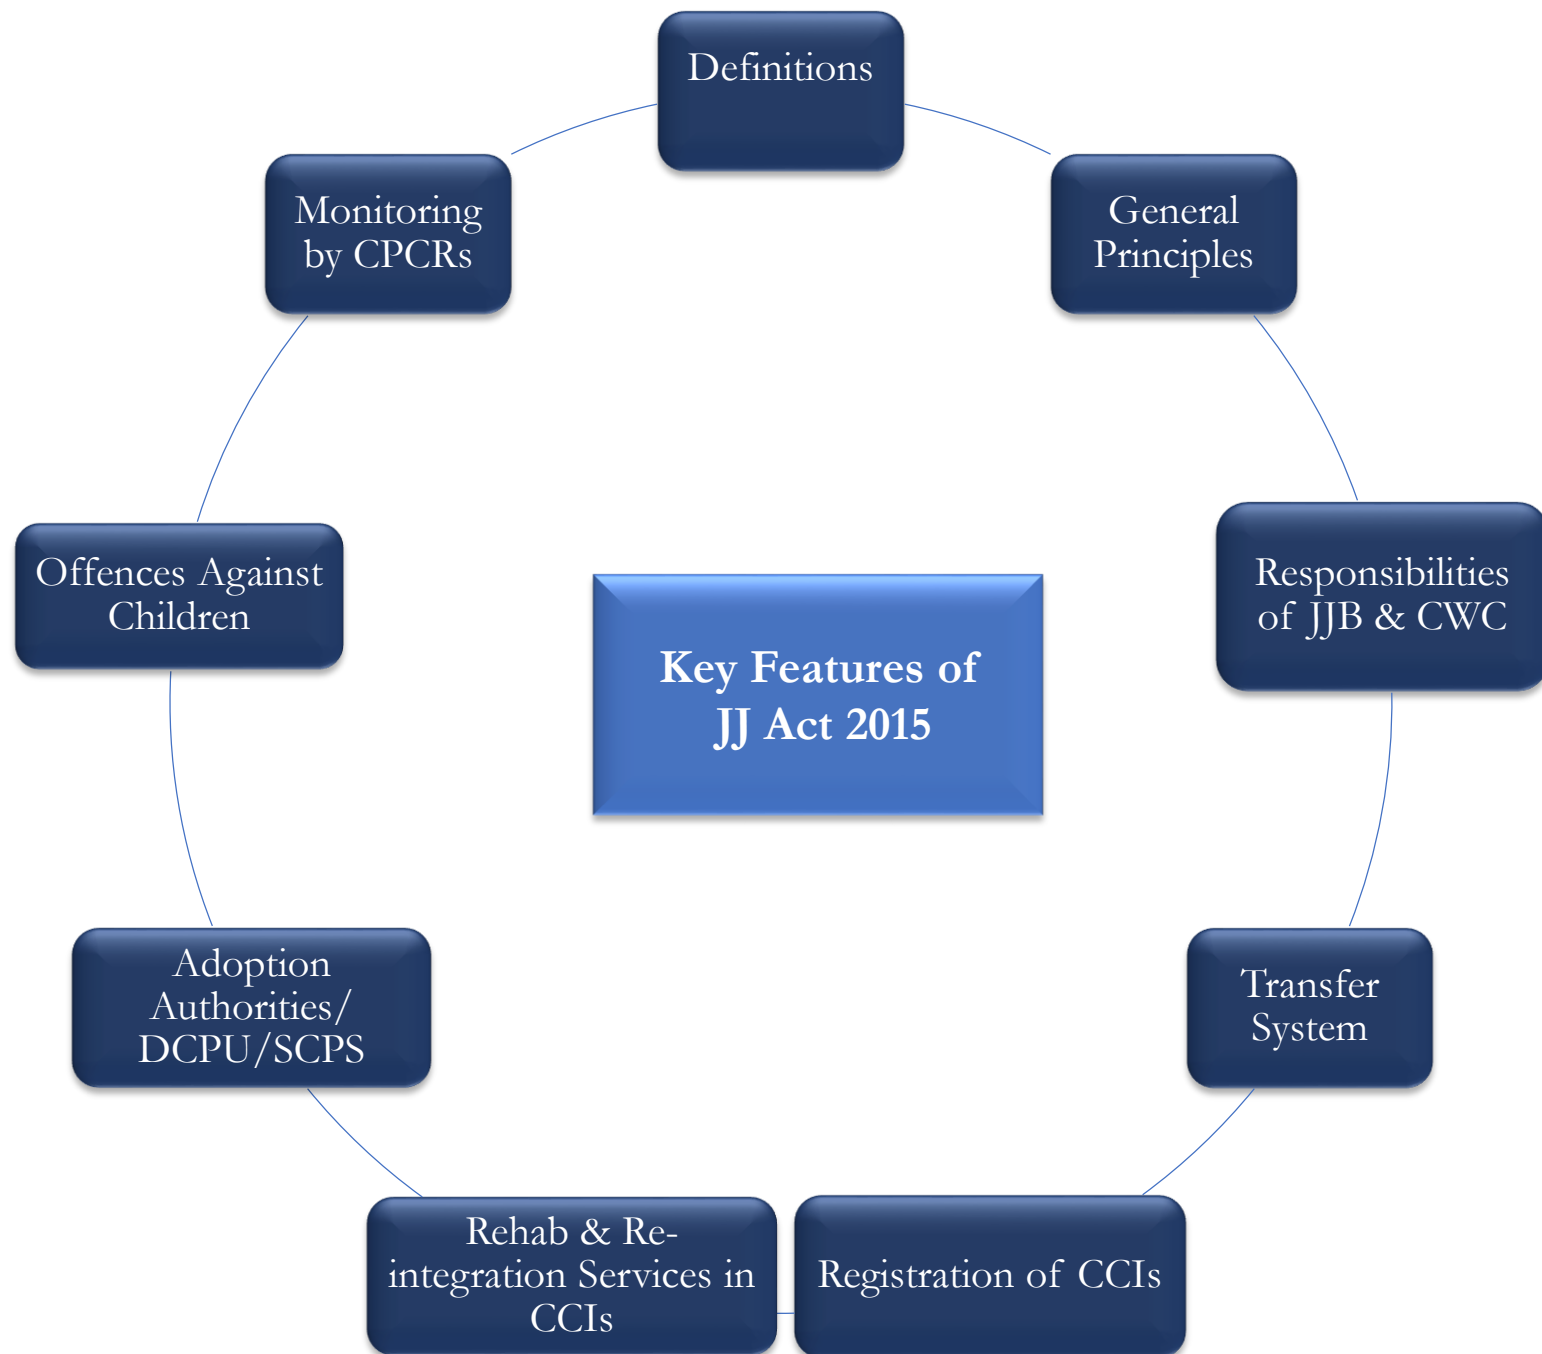 Definitions
General
Principles
Responsibilities
of JJB & CWC
Transfer
System
Registration of CCIs
Rehab & Re-
integration Services in
CCIs
Adoption
Authorities/
DCPU/SCPS
Offences Against
Children
Monitoring
by CPCRs
Key Features of
JJ Act 2015